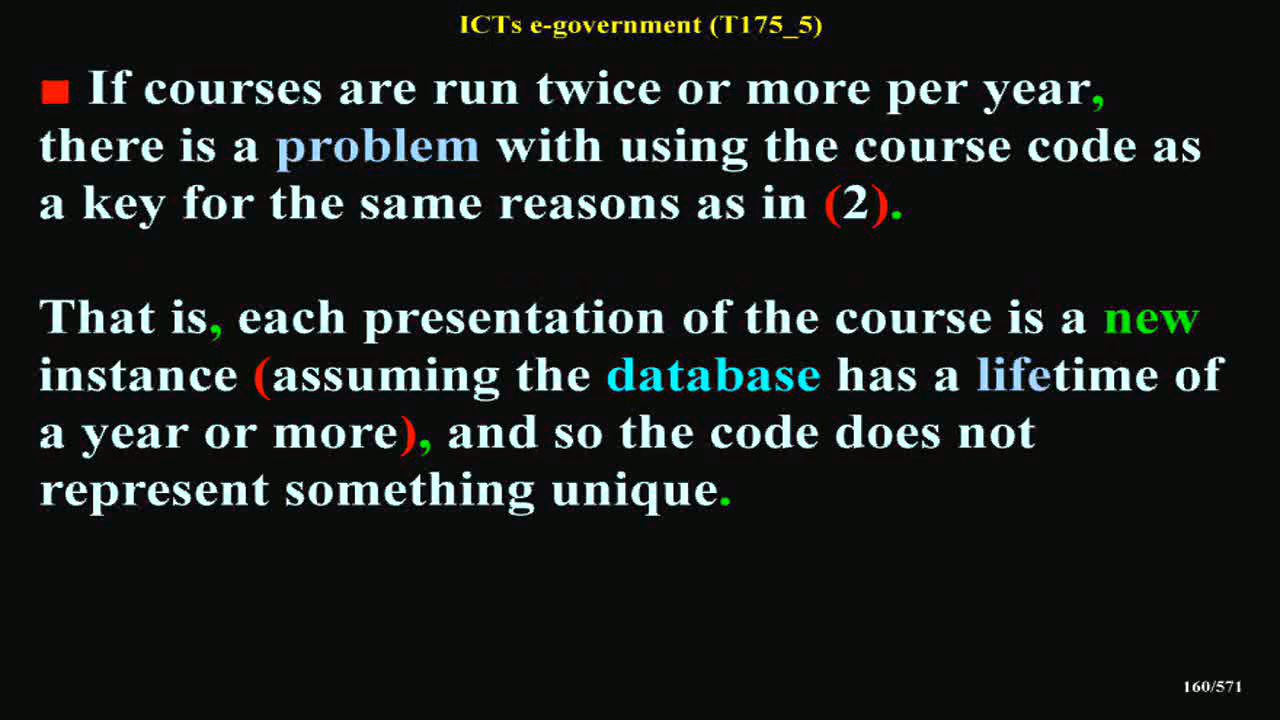 ICTs e-government (T175_5)
■ If courses are run twice or more per year,
there is a problem with using the course code as
a key for the same reasons as in (2).
That is, each presentation of the course is a new
instance (assuming the database has a lifetime of
a year or more), and so the code does not
represent something unique.
160/571